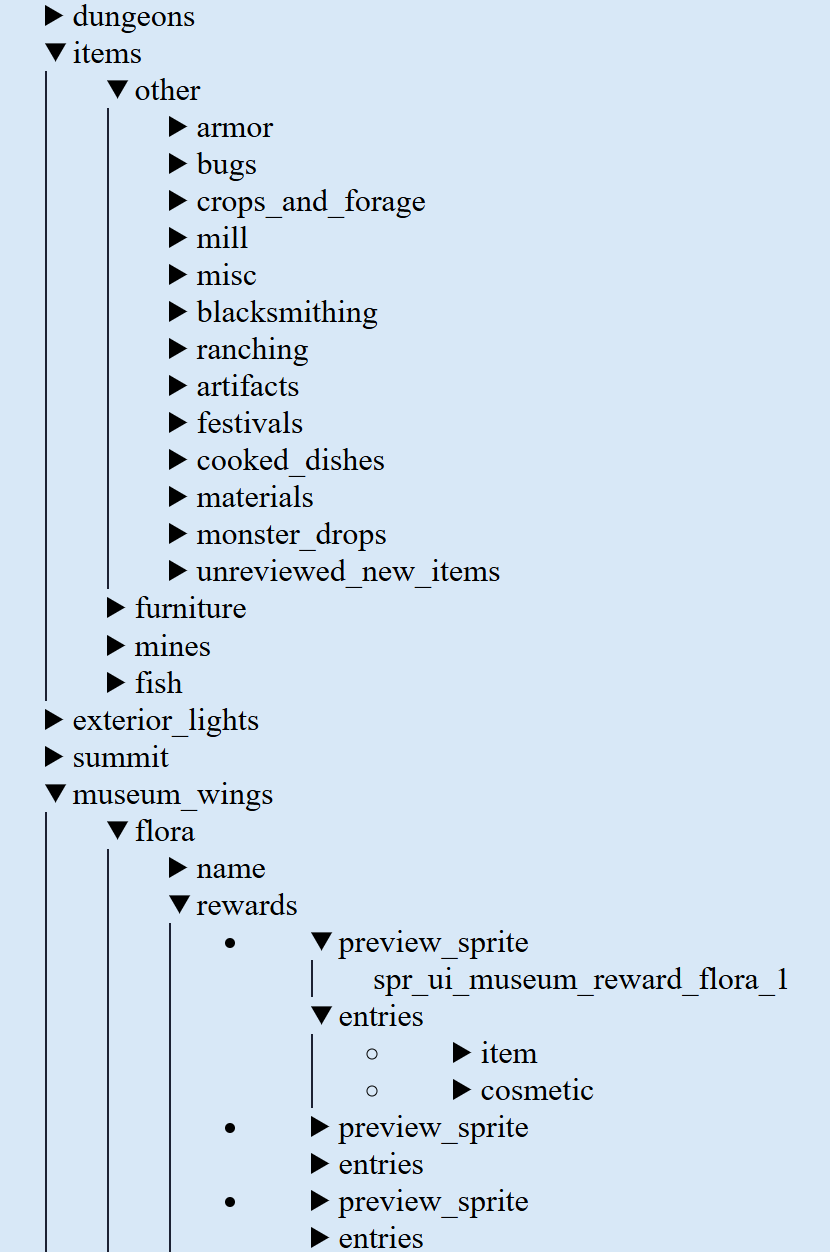 dungeons
items
other
armor
bugs
crops_and_forage
mill
misc
blacksmithing
ranching
artifacts
festivals
cooked_dishes
materials
monster_drops
unreviewed_new_items
furniture
mines
fish
exterior_lights
summit
museum_wings
flora
name
rewards
preview_sprite
spr_ui_museum_reward_flora_1
entries
item
cosmetic
preview_sprite
entries
preview_sprite
entries